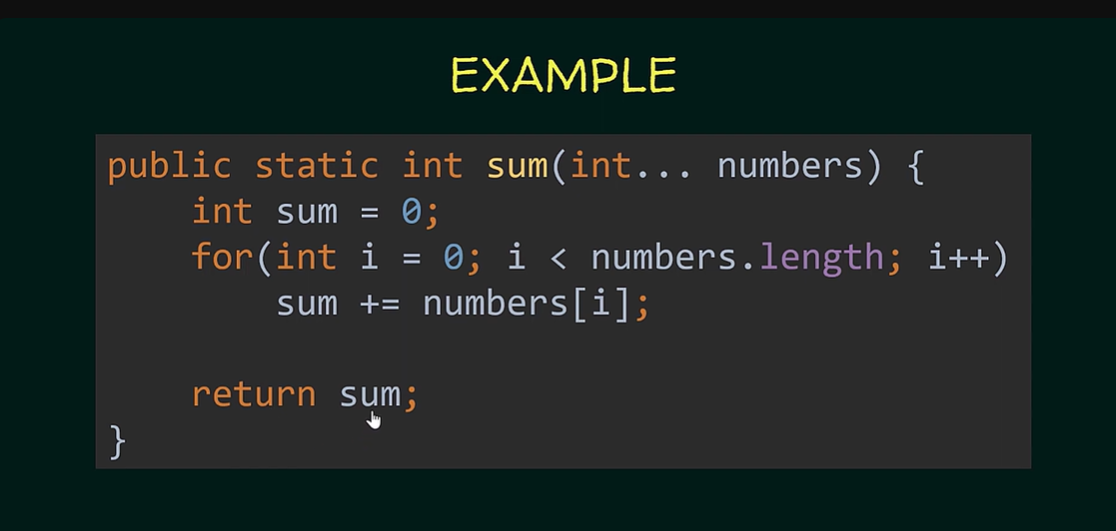 EXAMPLE
public static int sum(int... numbers) {
    int sum = 0;
    for(int i = 0; i < numbers.length; i++)
        sum += numbers[i];
    return sum;
}